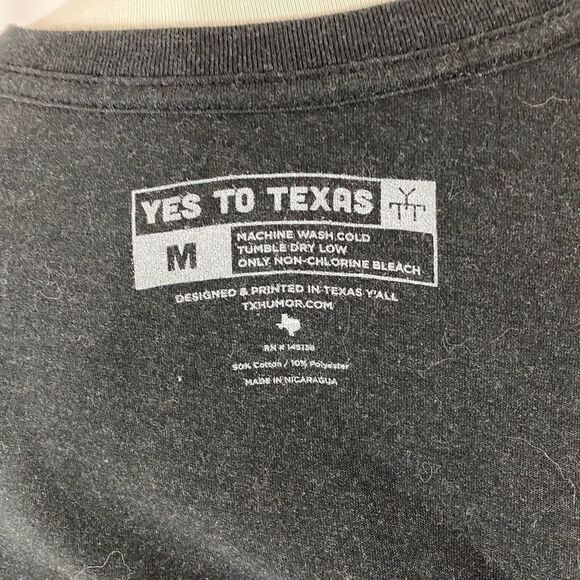 YES TO TEXAS
YTT
M
MACHINE WASH COLD
TUMBLE DRY LOW
ONLY NON-CHLORINE BLEACH
DESIGNED & PRINTED IN TEXAS Y'ALL
TXHUMOR.COM
RN # 145138
90% Cotton / 10% Polyester
MADE IN NICARAGUA